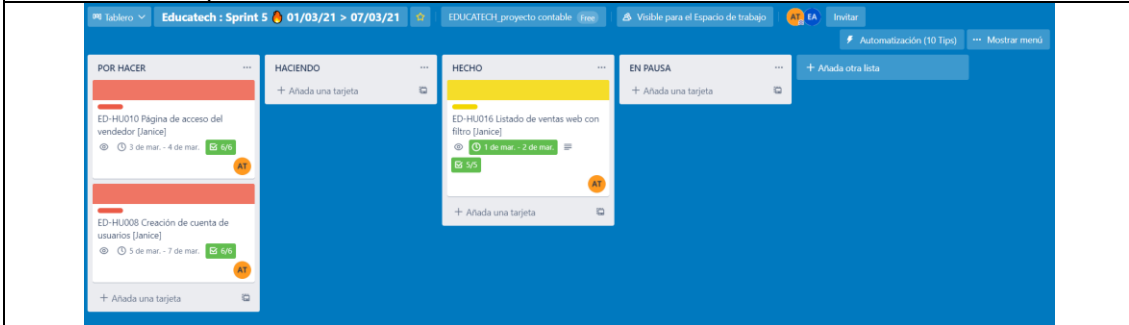 Tablero
Educatech : Sprint 5 🔥 01/03/21 > 07/03/21
EDUCATECH_proyecto contable Free
Visible para el Espacio de trabajo
AT EA
Invitar
Automatización (10 Tips)
... Mostrar menú
POR HACER ...
ED-HU010 Página de acceso del
vendedor [Janice]
3 de mar. - 4 de mar. 6/6
AT
ED-HU008 Creación de cuenta de
usuarios [Janice]
5 de mar. - 7 de mar. 6/6
AT
+ Añada una tarjeta
HACIENDO ...
+ Añada una tarjeta
HECHO ...
ED-HU016 Listado de ventas web con
filtro [Janice]
1 de mar. - 2 de mar.
5/5
AT
+ Añada una tarjeta
EN PAUSA ...
+ Añada una tarjeta
+ Añada otra lista